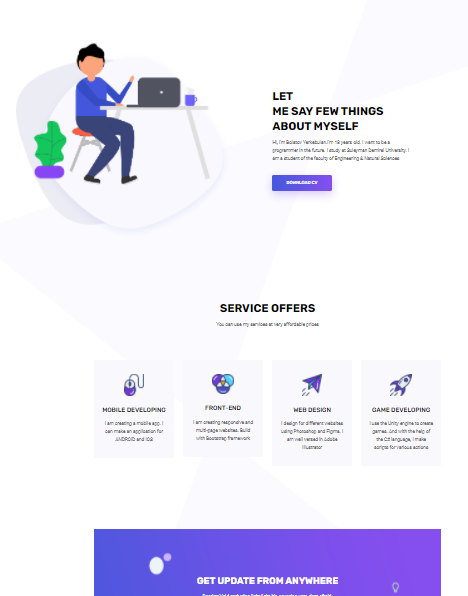 LET
ME SAY FEW THINGS
ABOUT MYSELF
Hi, I'm Bolatov Yerkebulan.I'm 18 years old. I want to be a
programmer in the future. I study at Suleyman Demirel University. I
am a student of the faculty of Engineering & Natural Sciences
DOWNLOAD CV
SERVICE OFFERS
You can use my services at very affordable prices
MOBILE DEVELOPING
I am creating a mobile app. I
can make an application for
ANDROID and IOS
FRONT-END
I am creating responsive and
multi-page websites. Build
with Bootstrap framework
WEB DESIGN
I design for different websites
using Photoshop and Figma. I
am well versed in Adobe
Illustrator
GAME DEVELOPING
I use the Unity engine to create
games. And with the help of
the C# language, I make
scripts for various actions
GET UPDATE FROM ANYWHERE